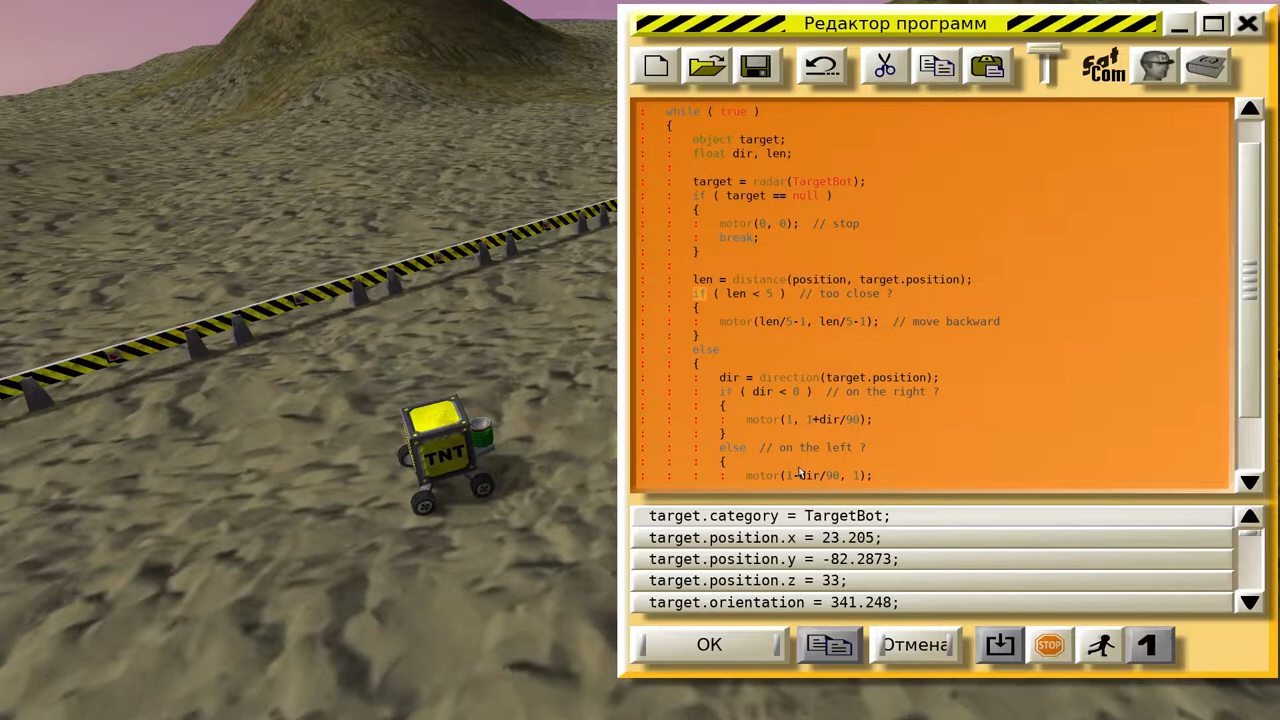 Редактор программ
Sat
Com
while ( true )
{
object target;
float dir, len;
target = radar(TargetBot);
if ( target == null )
{
motor(0, 0);  // stop
break;
}
len = distance(position, target.position);
if ( len < 5 )  // too close ?
{
motor(len/5-1, len/5-1);  // move backward
}
else
{
dir = direction(target.position);
if ( dir < 0 )  // on the right ?
{
motor(1, 1+dir/90);
}
else  // on the left ?
{
motor(1-dir/90, 1);
target.category = TargetBot;
target.position.x = 23.205;
target.position.y = -82.2873;
target.position.z = 33;
target.orientation = 341.248;
OK
Отмена
STOP
1
TNT